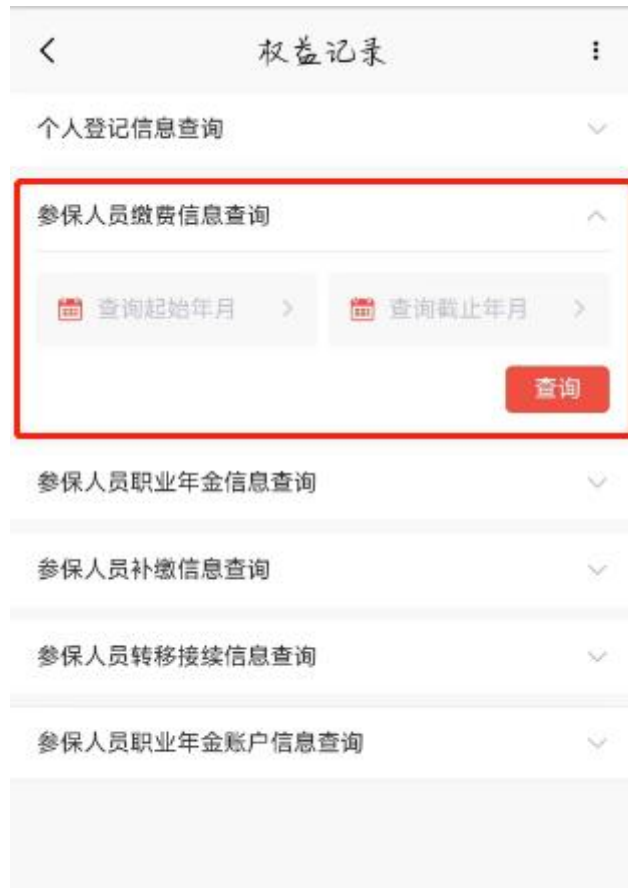 权益记录
个人登记信息查询
参保人员缴费信息查询
查询起始年月 查询截止年月
查询
参保人员职业年金信息查询
参保人员补缴信息查询
参保人员转移接续信息查询
参保人员职业年金账户信息查询